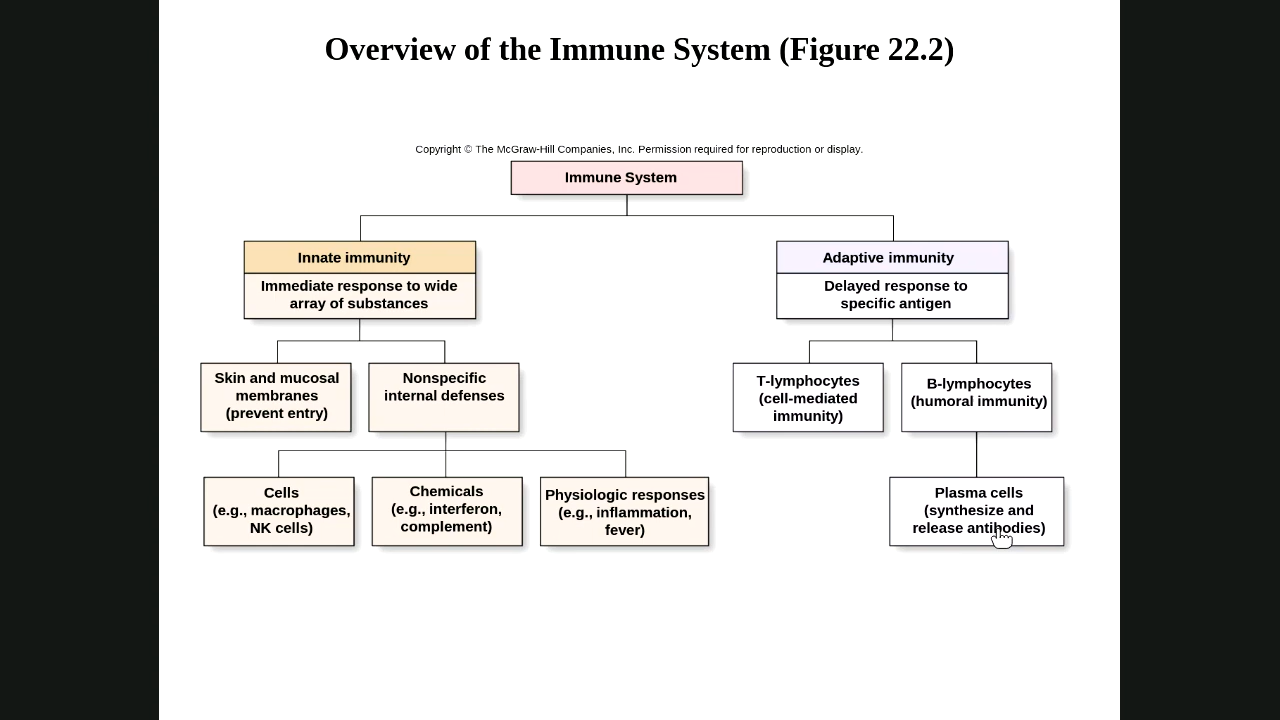 Overview of the Immune System (Figure 22.2)
Copyright © The McGraw-Hill Companies, Inc. Permission required for reproduction or display.
Immune System
Innate immunity
Immediate response to wide
array of substances
Adaptive immunity
Delayed response to
specific antigen
Skin and mucosal
membranes
(prevent entry)
Nonspecific
internal defenses
T-lymphocytes
(cell-mediated
immunity)
B-lymphocytes
(humoral immunity)
Cells
(e.g., macrophages,
NK cells)
Chemicals
(e.g., interferon,
complement)
Physiologic responses
(e.g., inflammation,
fever)
Plasma cells
(synthesize and
release antibodies)